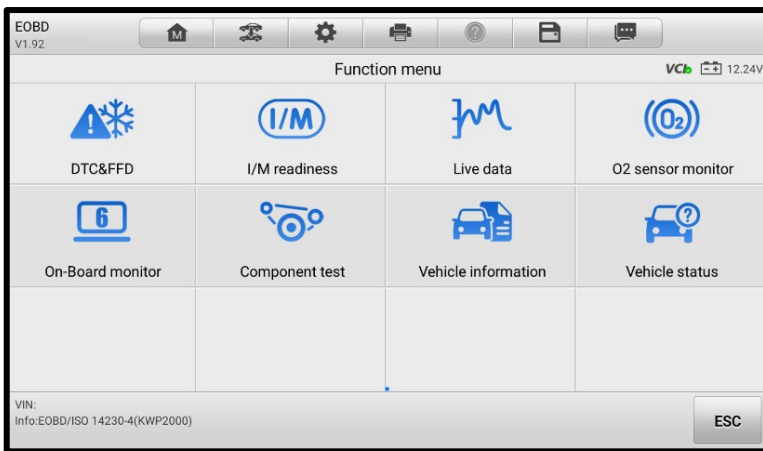 EOBD
V1.92
M
?
Function menu
VCI 12.24V
I/M
O2
DTC&FFD
I/M readiness
Live data
O2 sensor monitor
6
?
On-Board monitor
Component test
Vehicle information
Vehicle status
VIN:
Info:EOBD/ISO 14230-4(KWP2000)
ESC